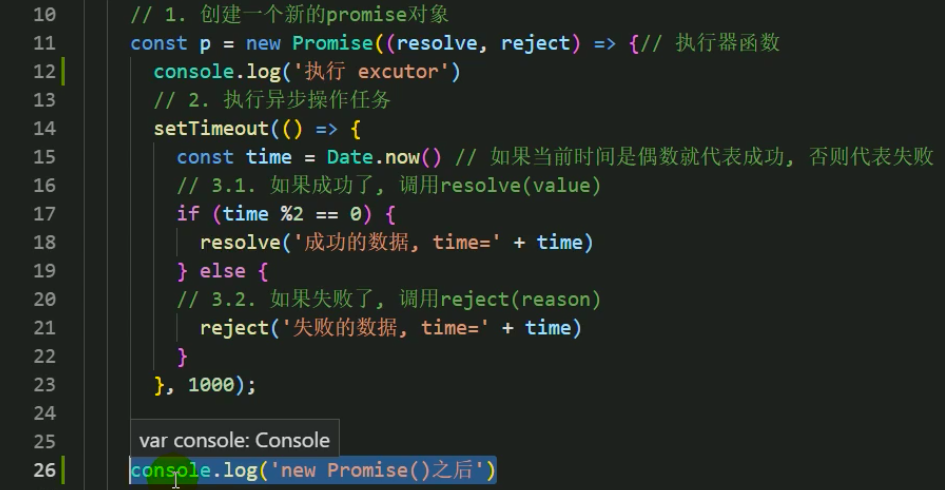 10 // 1. 创建一个新的promise对象
11 const p = new Promise((resolve, reject) => {// 执行器函数
12 console.log('执行 excutor')
13 // 2. 执行异步操作任务
14 setTimeout(() => {
15 const time = Date.now() // 如果当前时间是偶数就代表成功, 否则代表失败
16 // 3.1. 如果成功了, 调用resolve(value)
17 if (time %2 == 0) {
18 resolve('成功的数据, time=' + time)
19 } else {
20 // 3.2. 如果失败了, 调用reject(reason)
21 reject('失败的数据, time=' + time)
22 }
23 }, 1000);
24
25 var console: Console
26 console.log('new Promise()之后')